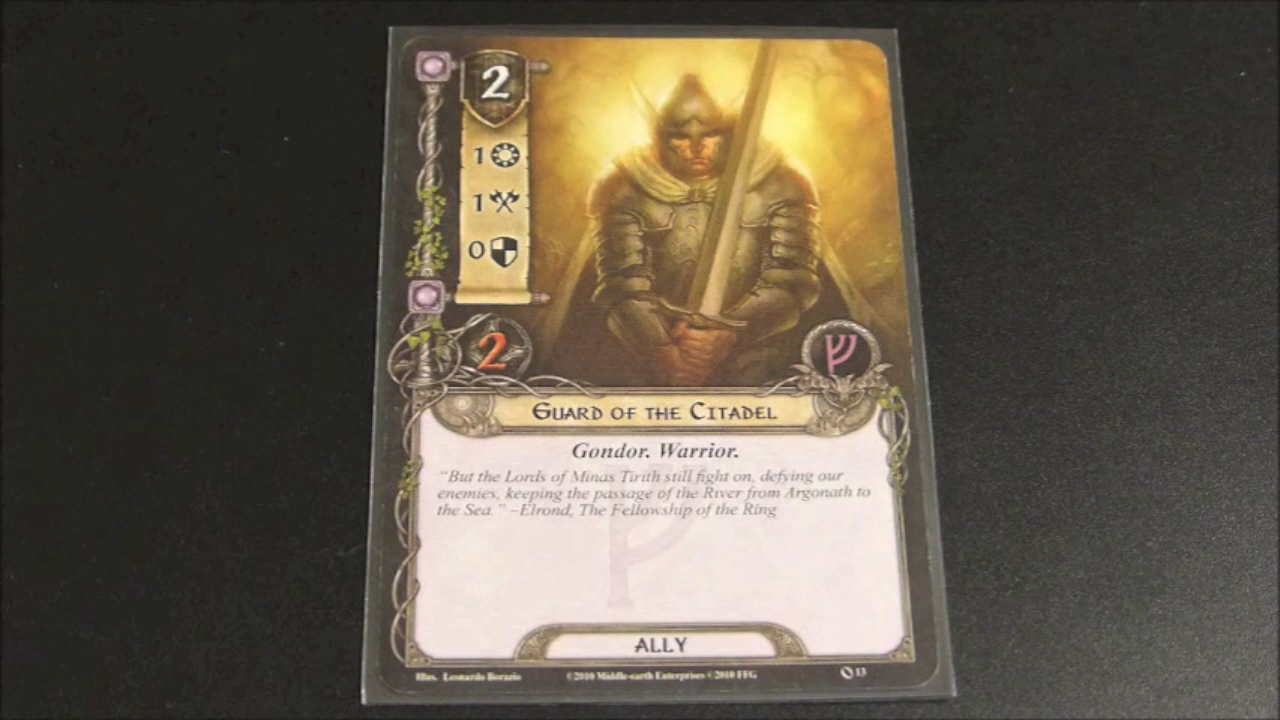 2
1
1
0
2
GUARD OF THE CITADEL
Gondor. Warrior.
"But the Lords of Minas Tirith still fight on, defying our
enemies, keeping the passage of the River from Argonath to
the Sea." –Elrond, The Fellowship of the Ring
ALLY
Illus. Leonardo Borazio ©2010 Middle-earth Enterprises ©2010 FFG 13